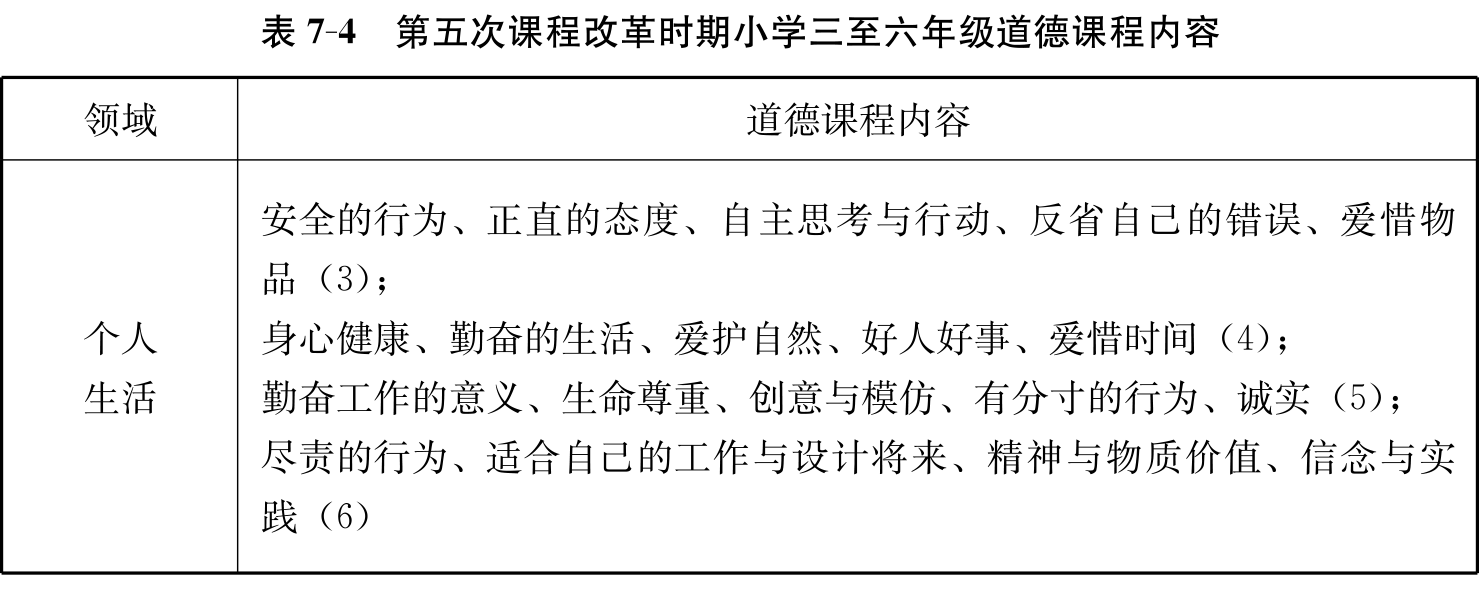 表 7-4 第五次课程改革时期小学三至六年级道德课程内容
领域 道德课程内容
个人
生活
安全的行为、正直的态度、自主思考与行动、反省自己的错误、爱惜物
品（3）；
身心健康、勤奋的生活、爱护自然、好人好事、爱惜时间（4）；
勤奋工作的意义、生命尊重、创意与模仿、有分寸的行为、诚实（5）；
尽责的行为、适合自己的工作与设计将来、精神与物质价值、信念与实
践（6）